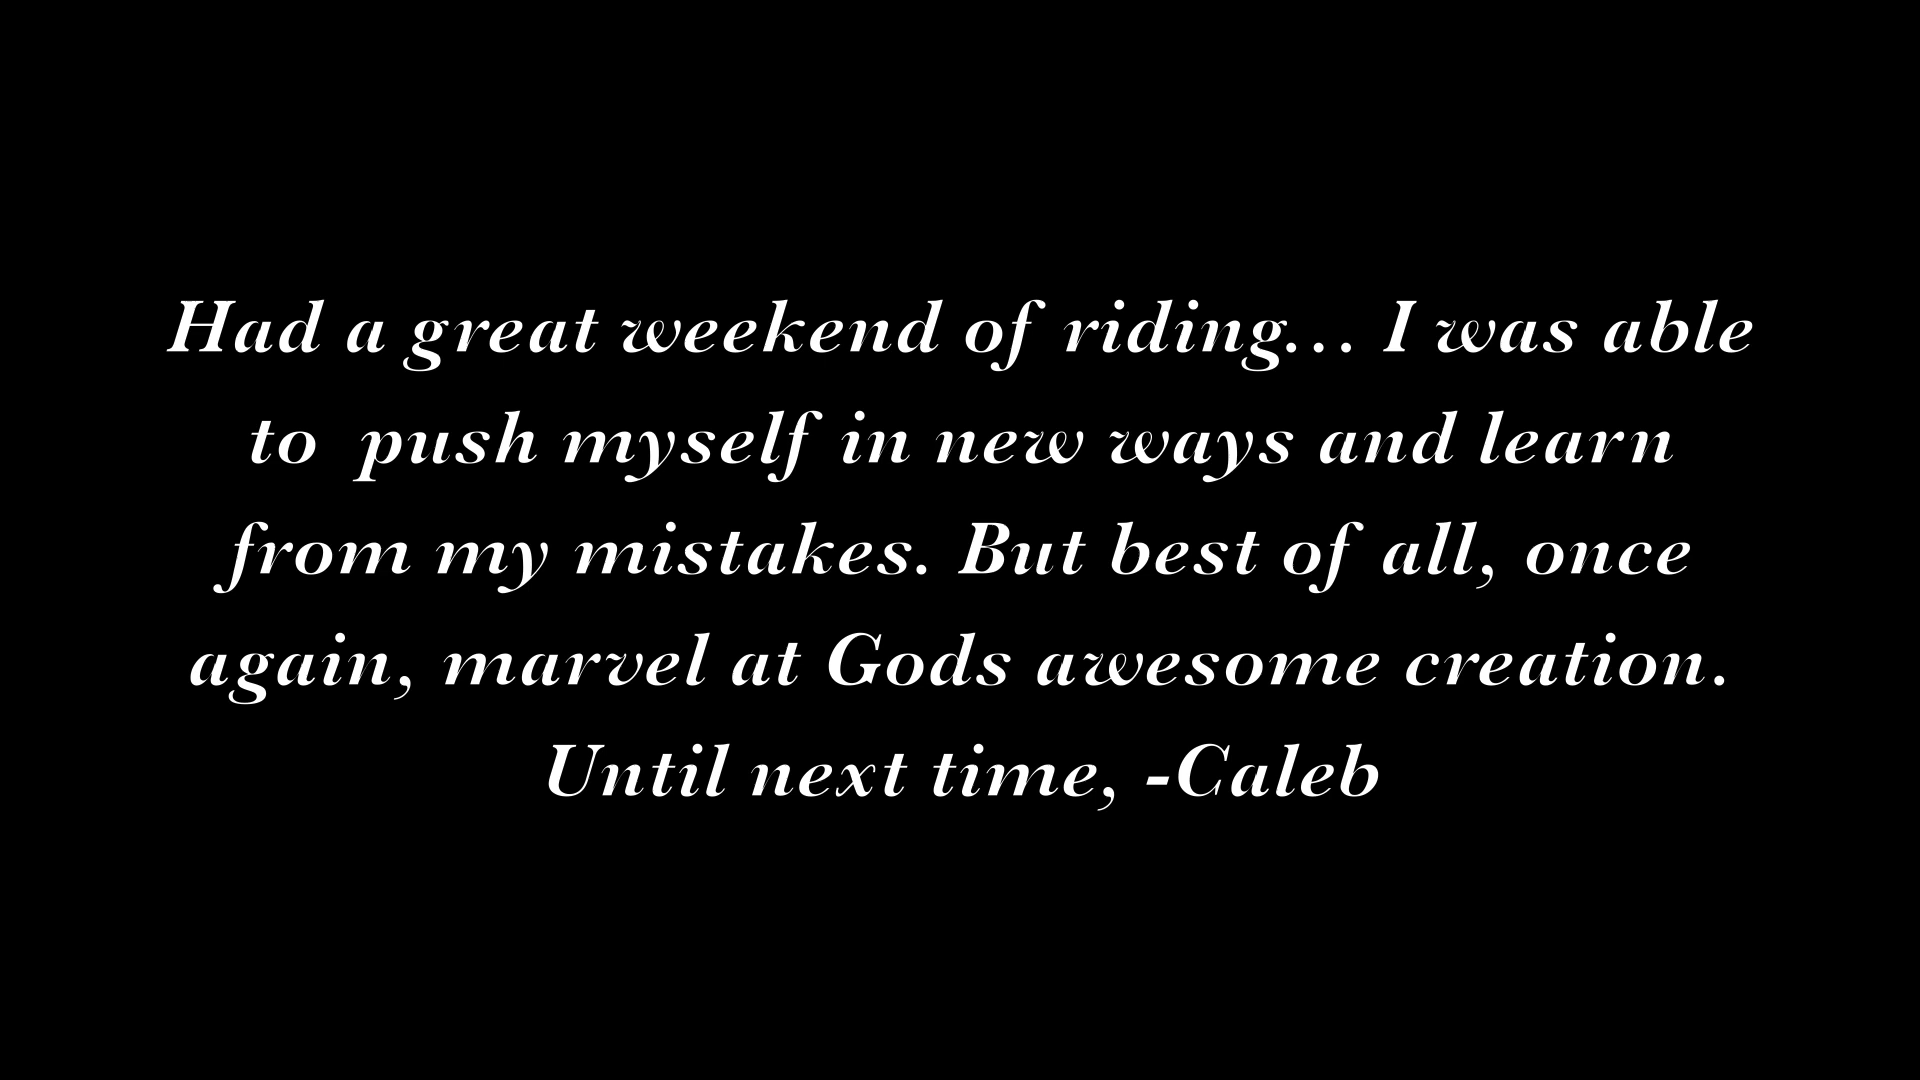 Had a great weekend of riding... I was able
to push myself in new ways and learn
from my mistakes. But best of all, once
again, marvel at Gods awesome creation.
Until next time, -Caleb